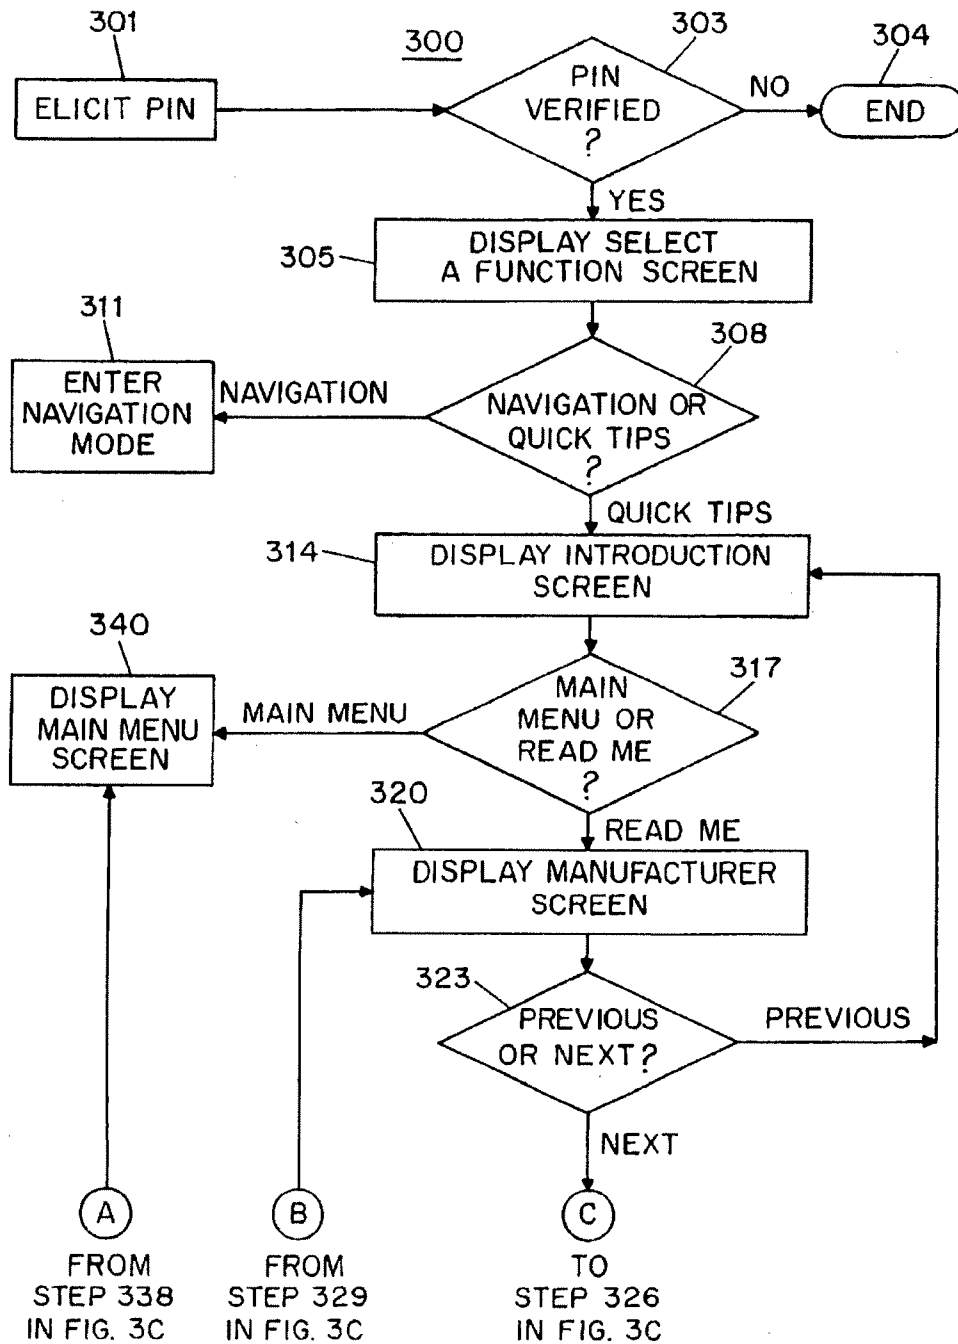 301
300
303
304
ELICIT PIN
PIN
VERIFIED
?
NO
END
YES
305
DISPLAY SELECT
A FUNCTION SCREEN
311
308
ENTER
NAVIGATION
MODE
NAVIGATION
NAVIGATION OR
QUICK TIPS
?
QUICK TIPS
314
DISPLAY INTRODUCTION
SCREEN
340
317
DISPLAY
MAIN MENU
SCREEN
MAIN MENU
MAIN
MENU OR
READ ME
?
320
READ ME
DISPLAY MANUFACTURER
SCREEN
323
PREVIOUS
OR NEXT?
PREVIOUS
NEXT
A
B
C
FROM
STEP 338
IN FIG. 3C
FROM
STEP 329
IN FIG. 3C
TO
STEP 326
IN FIG. 3C